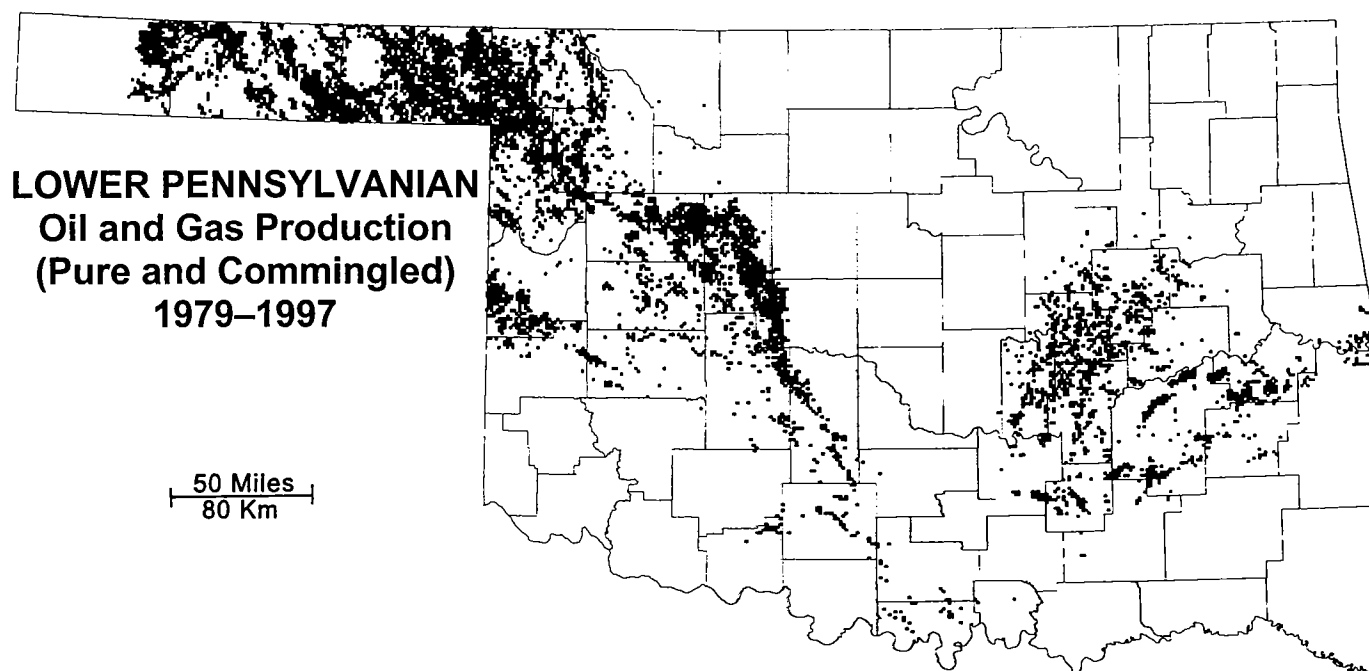 LOWER PENNSYLVANIAN
Oil and Gas Production
(Pure and Commingled)
1979–1997
50 Miles
80 Km